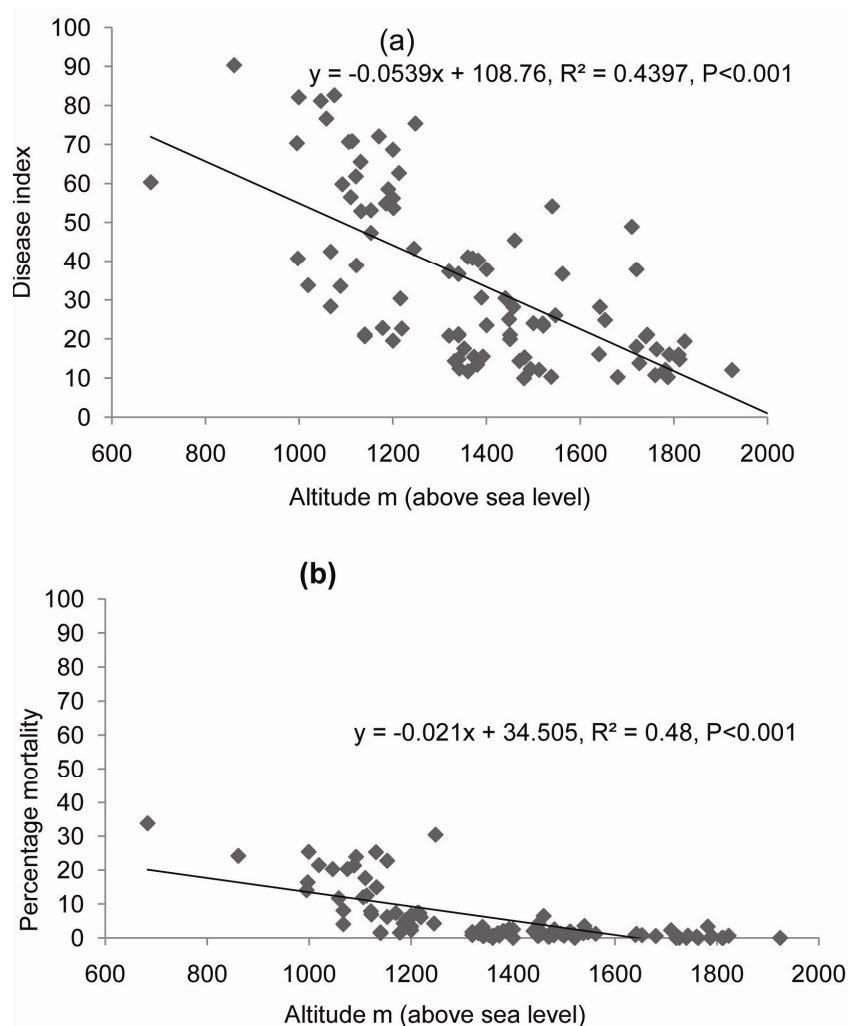 (a)
y = -0.0539x + 108.76, R² = 0.4397, P<0.001
100
90
80
70
60
50
40
30
20
10
0
Disease index
600 800 1000 1200 1400 1600 1800 2000
Altitude m (above sea level)
(b)
y = -0.021x + 34.505, R² = 0.48, P<0.001
100
90
80
70
60
50
40
30
20
10
0
Percentage mortality
600 800 1000 1200 1400 1600 1800 2000
Altitude m (above sea level)